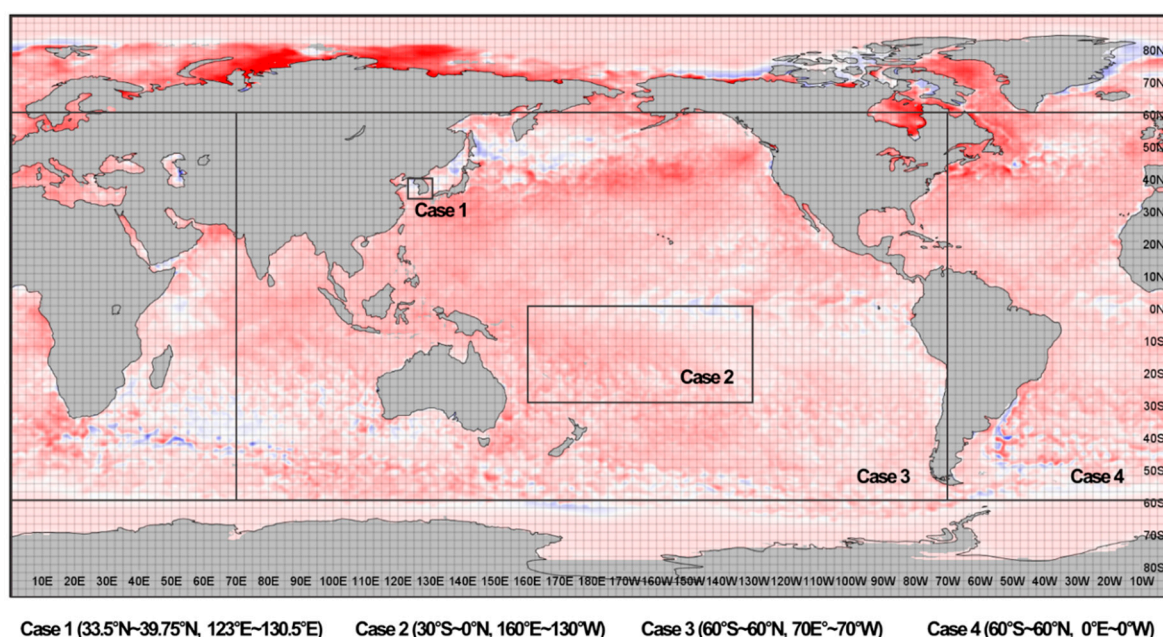 80N
70N
60N
50N
Case 1
40N
30N
20N
10N
0
Case 2
10S
20S
30S
40S
Case 3
Case 4
50S
60S
70S
10E 20E 30E 40E 50E 60E 70E 80E 90E 100E 110E 120E 130E 140E 150E 160E 170E 170W 160W 150W 140W 130W 120W 110W 100W 90W 80W 70W 60W 50W 40W 30W 20W 10W
80S
Case 1 (33.5°N~39.75°N, 123°E~130.5°E) Case 2 (30°S~0°N, 160°E~130°W) Case 3 (60°S~60°N, 70E°~70°W) Case 4 (60°S~60°N, 0°E~0°W)